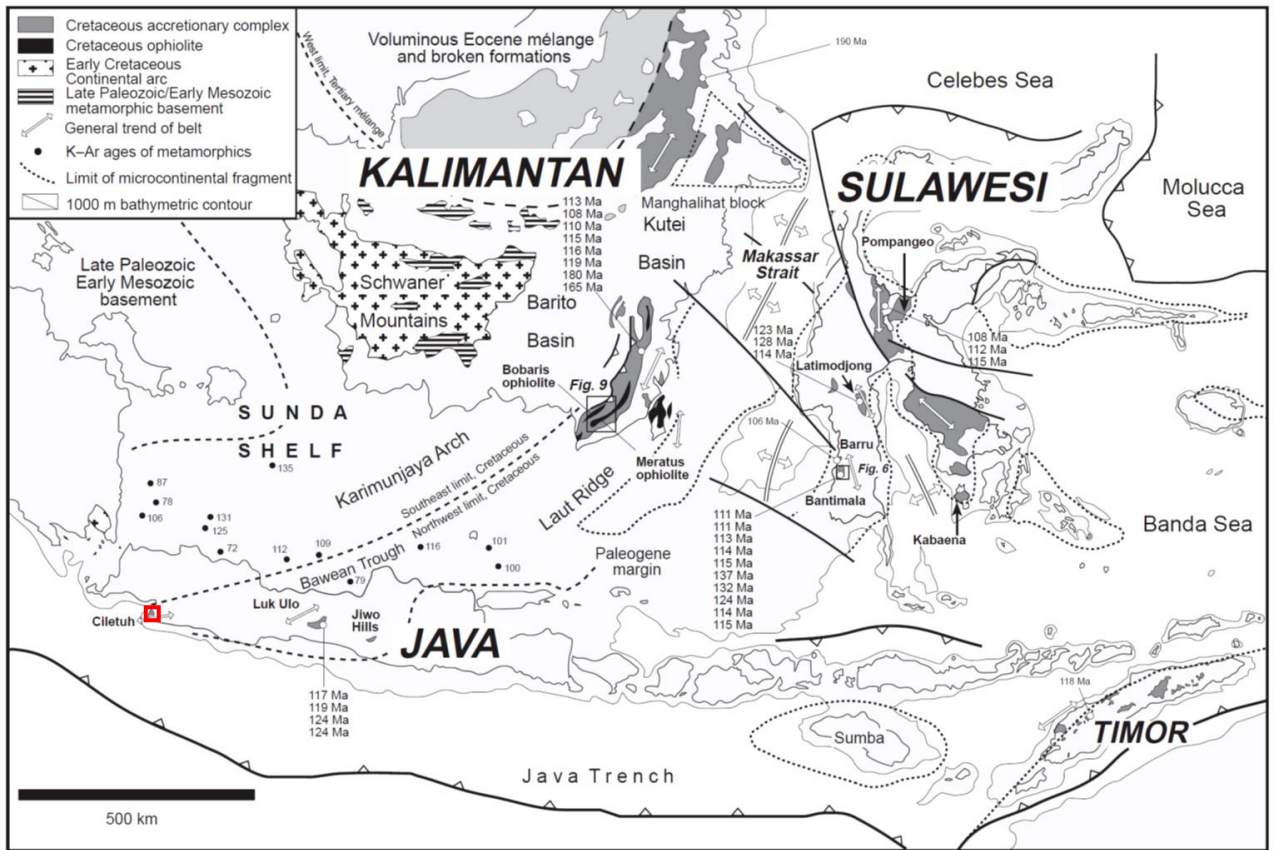 Cretaceous accretionary complex
Cretaceous ophiolite
Early Cretaceous
Continental arc
Late Paleozoic/Early Mesozoic
metamorphic basement
General trend of belt
K–Ar ages of metamorphics
Limit of microcontinental fragment
1000 m bathymetric contour
Voluminous Eocene mélange
and broken formations
West limit, Tertiary mélange
190 Ma
Celebes Sea
KALIMANTAN
SULAWESI
Molucca
Sea
Manghalihat block
Kutei
Basin
113 Ma
108 Ma
110 Ma
115 Ma
116 Ma
119 Ma
180 Ma
165 Ma
Makassar
Strait
Pompangeo
Late Paleozoic
Early Mesozoic
basement
Schwaner
Mountains
Barito
Basin
123 Ma
128 Ma
114 Ma
108 Ma
112 Ma
115 Ma
Latimodjong
Bobaris
ophiolite
Fig. 9
SUNDA
SHELF
106 Ma
Barru
Fig. 6
Bantimala
Meratus
ophiolite
Karimunjaya Arch
Southeast limit, Cretaceous
Northwest limit, Cretaceous
Laut Ridge
Bawean Trough
135
87
78
106
131
125
72
112
109
116
101
100
79
111 Ma
111 Ma
113 Ma
114 Ma
115 Ma
137 Ma
132 Ma
124 Ma
114 Ma
115 Ma
Kabaena
Banda Sea
Paleogene
margin
Ciletuh
Luk Ulo
Jiwo
Hills
JAVA
117 Ma
119 Ma
124 Ma
124 Ma
118 Ma
TIMOR
Sumba
Java Trench
500 km